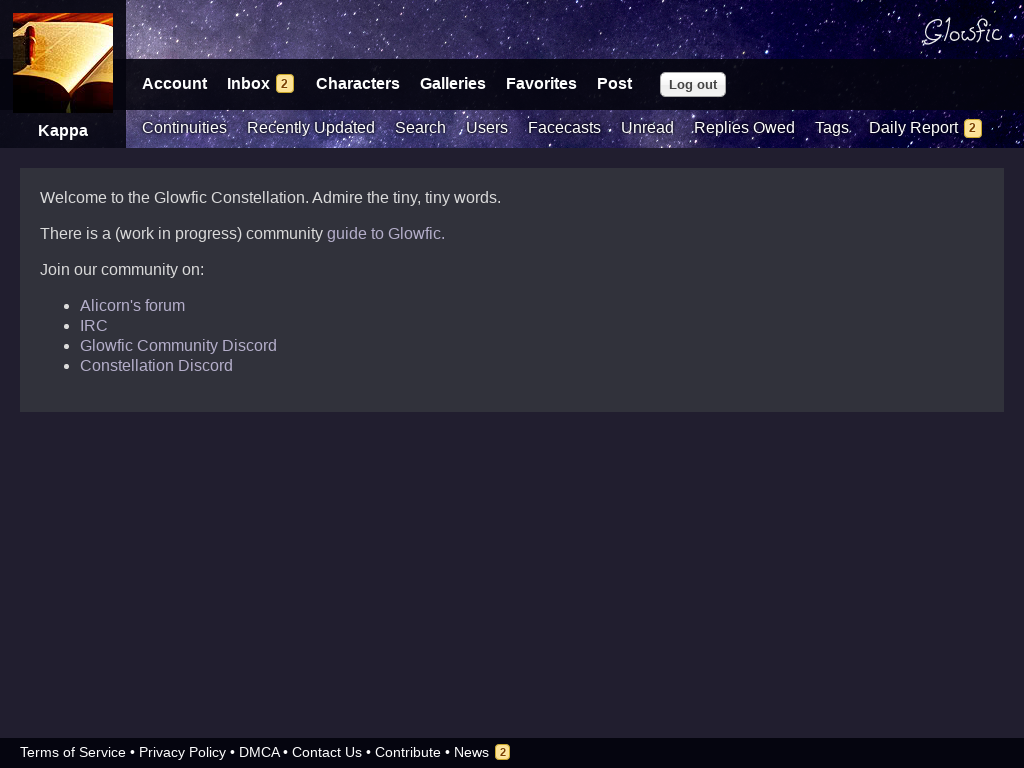 Glowfic
Account Inbox 2 Characters Galleries Favorites Post Log out
Kappa
Continuities Recently Updated Search Users Facecasts Unread Replies Owed Tags Daily Report 2
Welcome to the Glowfic Constellation. Admire the tiny, tiny words.
There is a (work in progress) community guide to Glowfic.
Join our community on:
• Alicorn's forum
• IRC
• Glowfic Community Discord
• Constellation Discord
Terms of Service • Privacy Policy • DMCA • Contact Us • Contribute • News 2